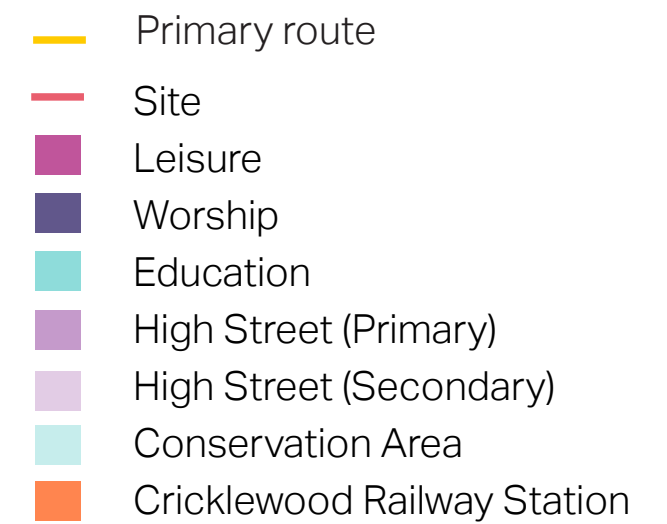 Primary route
Site
Leisure
Worship
Education
High Street (Primary)
High Street (Secondary)
Conservation Area
Cricklewood Railway Station